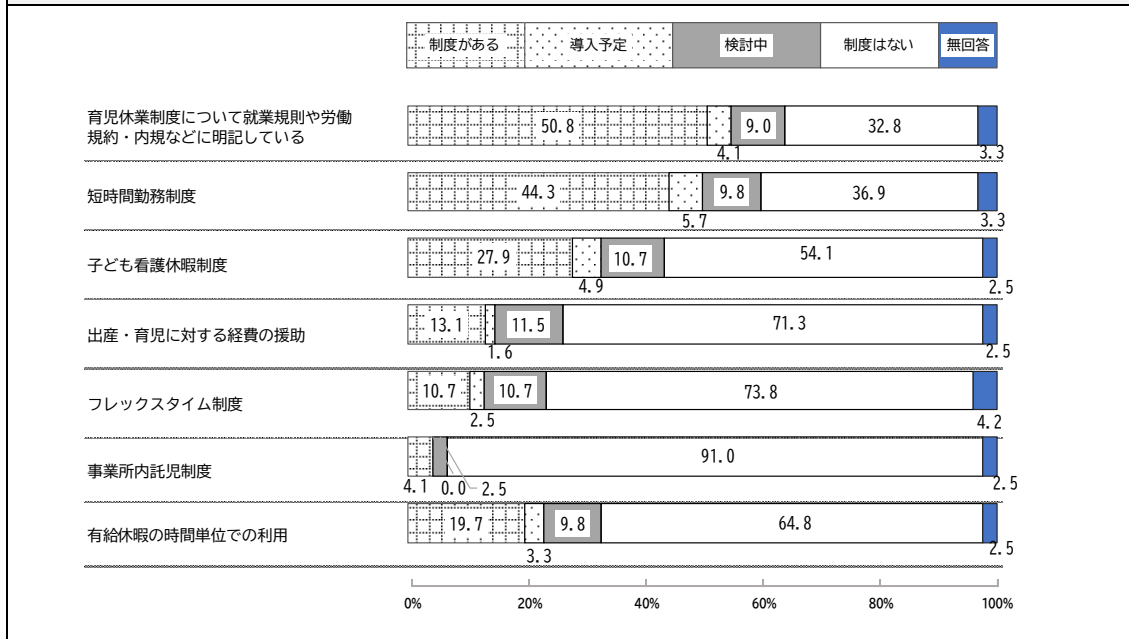 制度がある 導入予定 検討中 制度はない 無回答
育児休業制度について就業規則や労働
規約・内規などに明記している
50.8 9.0 32.8
4.1 3.3
短時間勤務制度
44.3 9.8 36.9
5.7 3.3
子ども看護休暇制度
27.9 10.7 54.1
4.9 2.5
出産・育児に対する経費の援助
13.1 11.5 71.3
1.6 2.5
フレックスタイム制度
10.7 10.7 73.8
2.5 4.2
事業所内託児制度
91.0
4.1 0.0 2.5 2.5
有給休暇の時間単位での利用
19.7 9.8 64.8
3.3 2.5
0% 20% 40% 60% 80% 100%